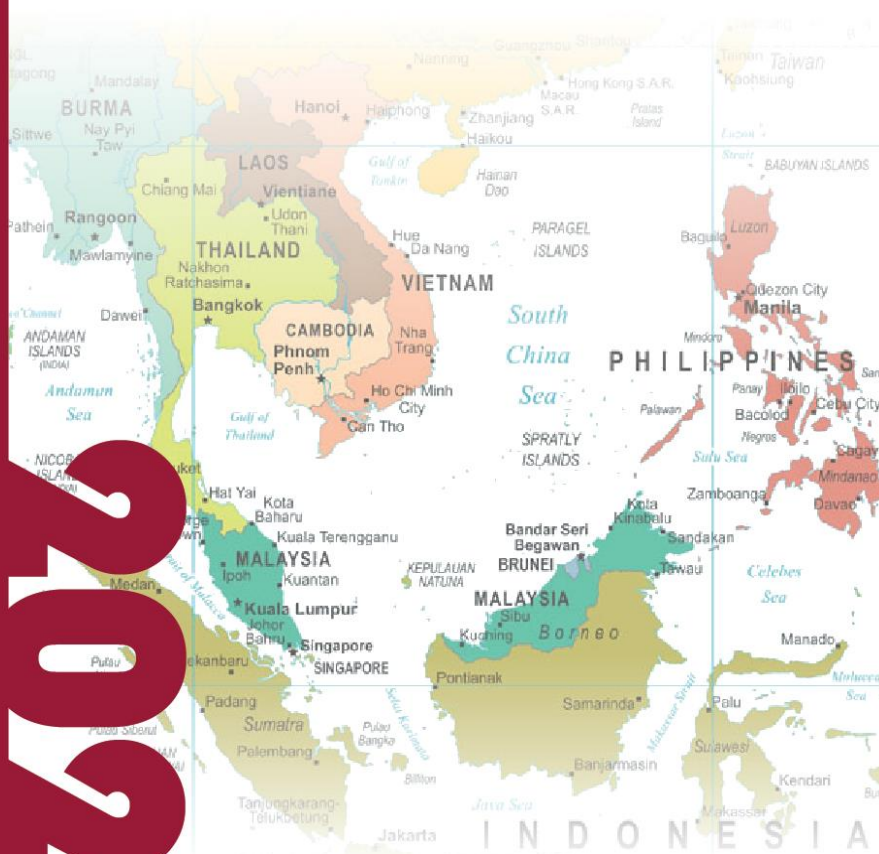 Nanning
Guangzhou
Shantou
Mandalay
BURMA
Nay Pyi
Taw
Sittwe
Hanoi
Haiphong
Zhanjiang
Macau
S.A.R.
Hong Kong S.A.R.
Pratas
Island
Tainan
Taiwan
Kaohsiung
Haikou
Gulf of
Tonkin
Hainan
Dao
Luzon
Strait
BABUYAN ISLANDS
LAOS
Chiang Mai
Vientiane
Udon
Thani
Pathein
Rangoon
Mawlamyine
THAILAND
Nakhon
Ratchasima
Bangkok
Hue
Da Nang
VIETNAM
PARACEL
ISLANDS
Baguio
Luzon
Quezon City
Manila
Dawei
ANDAMAN
ISLANDS
(INDIA)
Andaman
Sea
CAMBODIA
Phnom
Penh
Nha
Trang
Ho Chi Minh
City
Can Tho
Gulf of
Thailand
South
China
Sea
SPRATLY
ISLANDS
PHILIPPINES
Mindoro
Panay
Iloilo
Bacolod
Cebu City
Negros
Palawan
Sulu Sea
Zamboanga
Mindanao
Davao
Hat Yai
Kota
Baharu
Kuala Terengganu
MALAYSIA
Ipoh
Kuantan
Kuala Lumpur
Johor
Bahru
Singapore
SINGAPORE
KEPULAUAN
NATUNA
Bandar Seri
Begawan
BRUNEI
Kota
Kinabalu
Sandakan
Tawau
MALAYSIA
Sibu
Kuching
Borneo
Celebes
Sea
Manado
Medan
Padang
Sumatra
Palembang
Pulau
Bangka
Billiton
Tanjungkarang-
Telukbetung
Jakarta
Pontianak
Samarinda
Banjarmasin
Makassar Strait
Palu
Sulawesi
Kendari
Makassar
Java Sea
INDONESIA
202